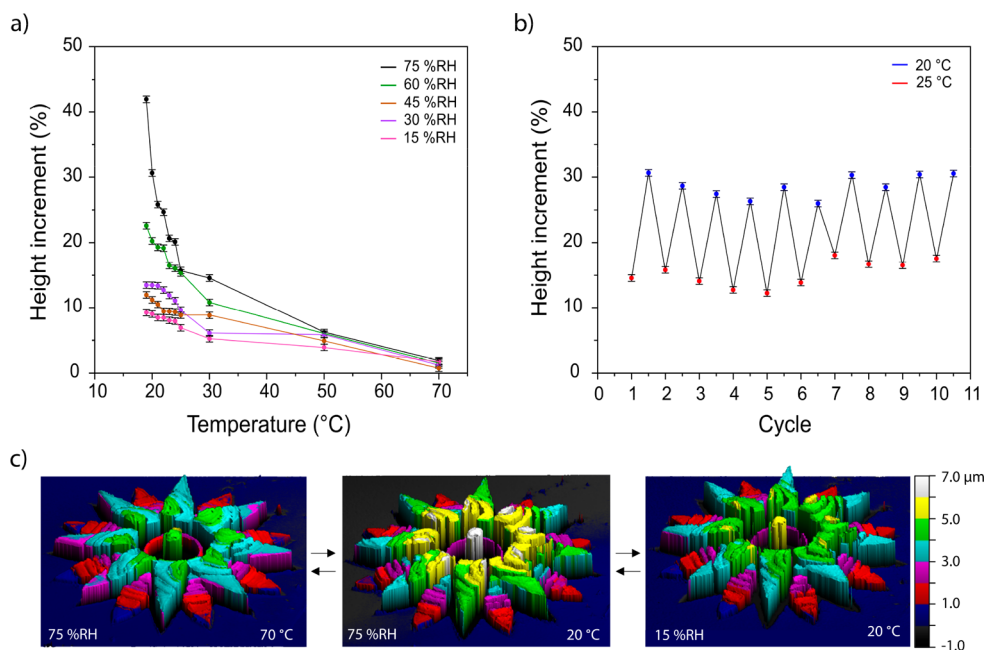 a)
50
40
30
20
10
0
Height increment (%)
75 %RH
60 %RH
45 %RH
30 %RH
15 %RH
10 20 30 40 50 60 70
Temperature (°C)
b)
50
40
30
20
10
0
Height increment (%)
20 °C
25 °C
0 1 2 3 4 5 6 7 8 9 10 11
Cycle
c)
75 %RH 70 °C
75 %RH 20 °C
15 %RH 20 °C
7.0 µm
5.0
3.0
1.0
-1.0